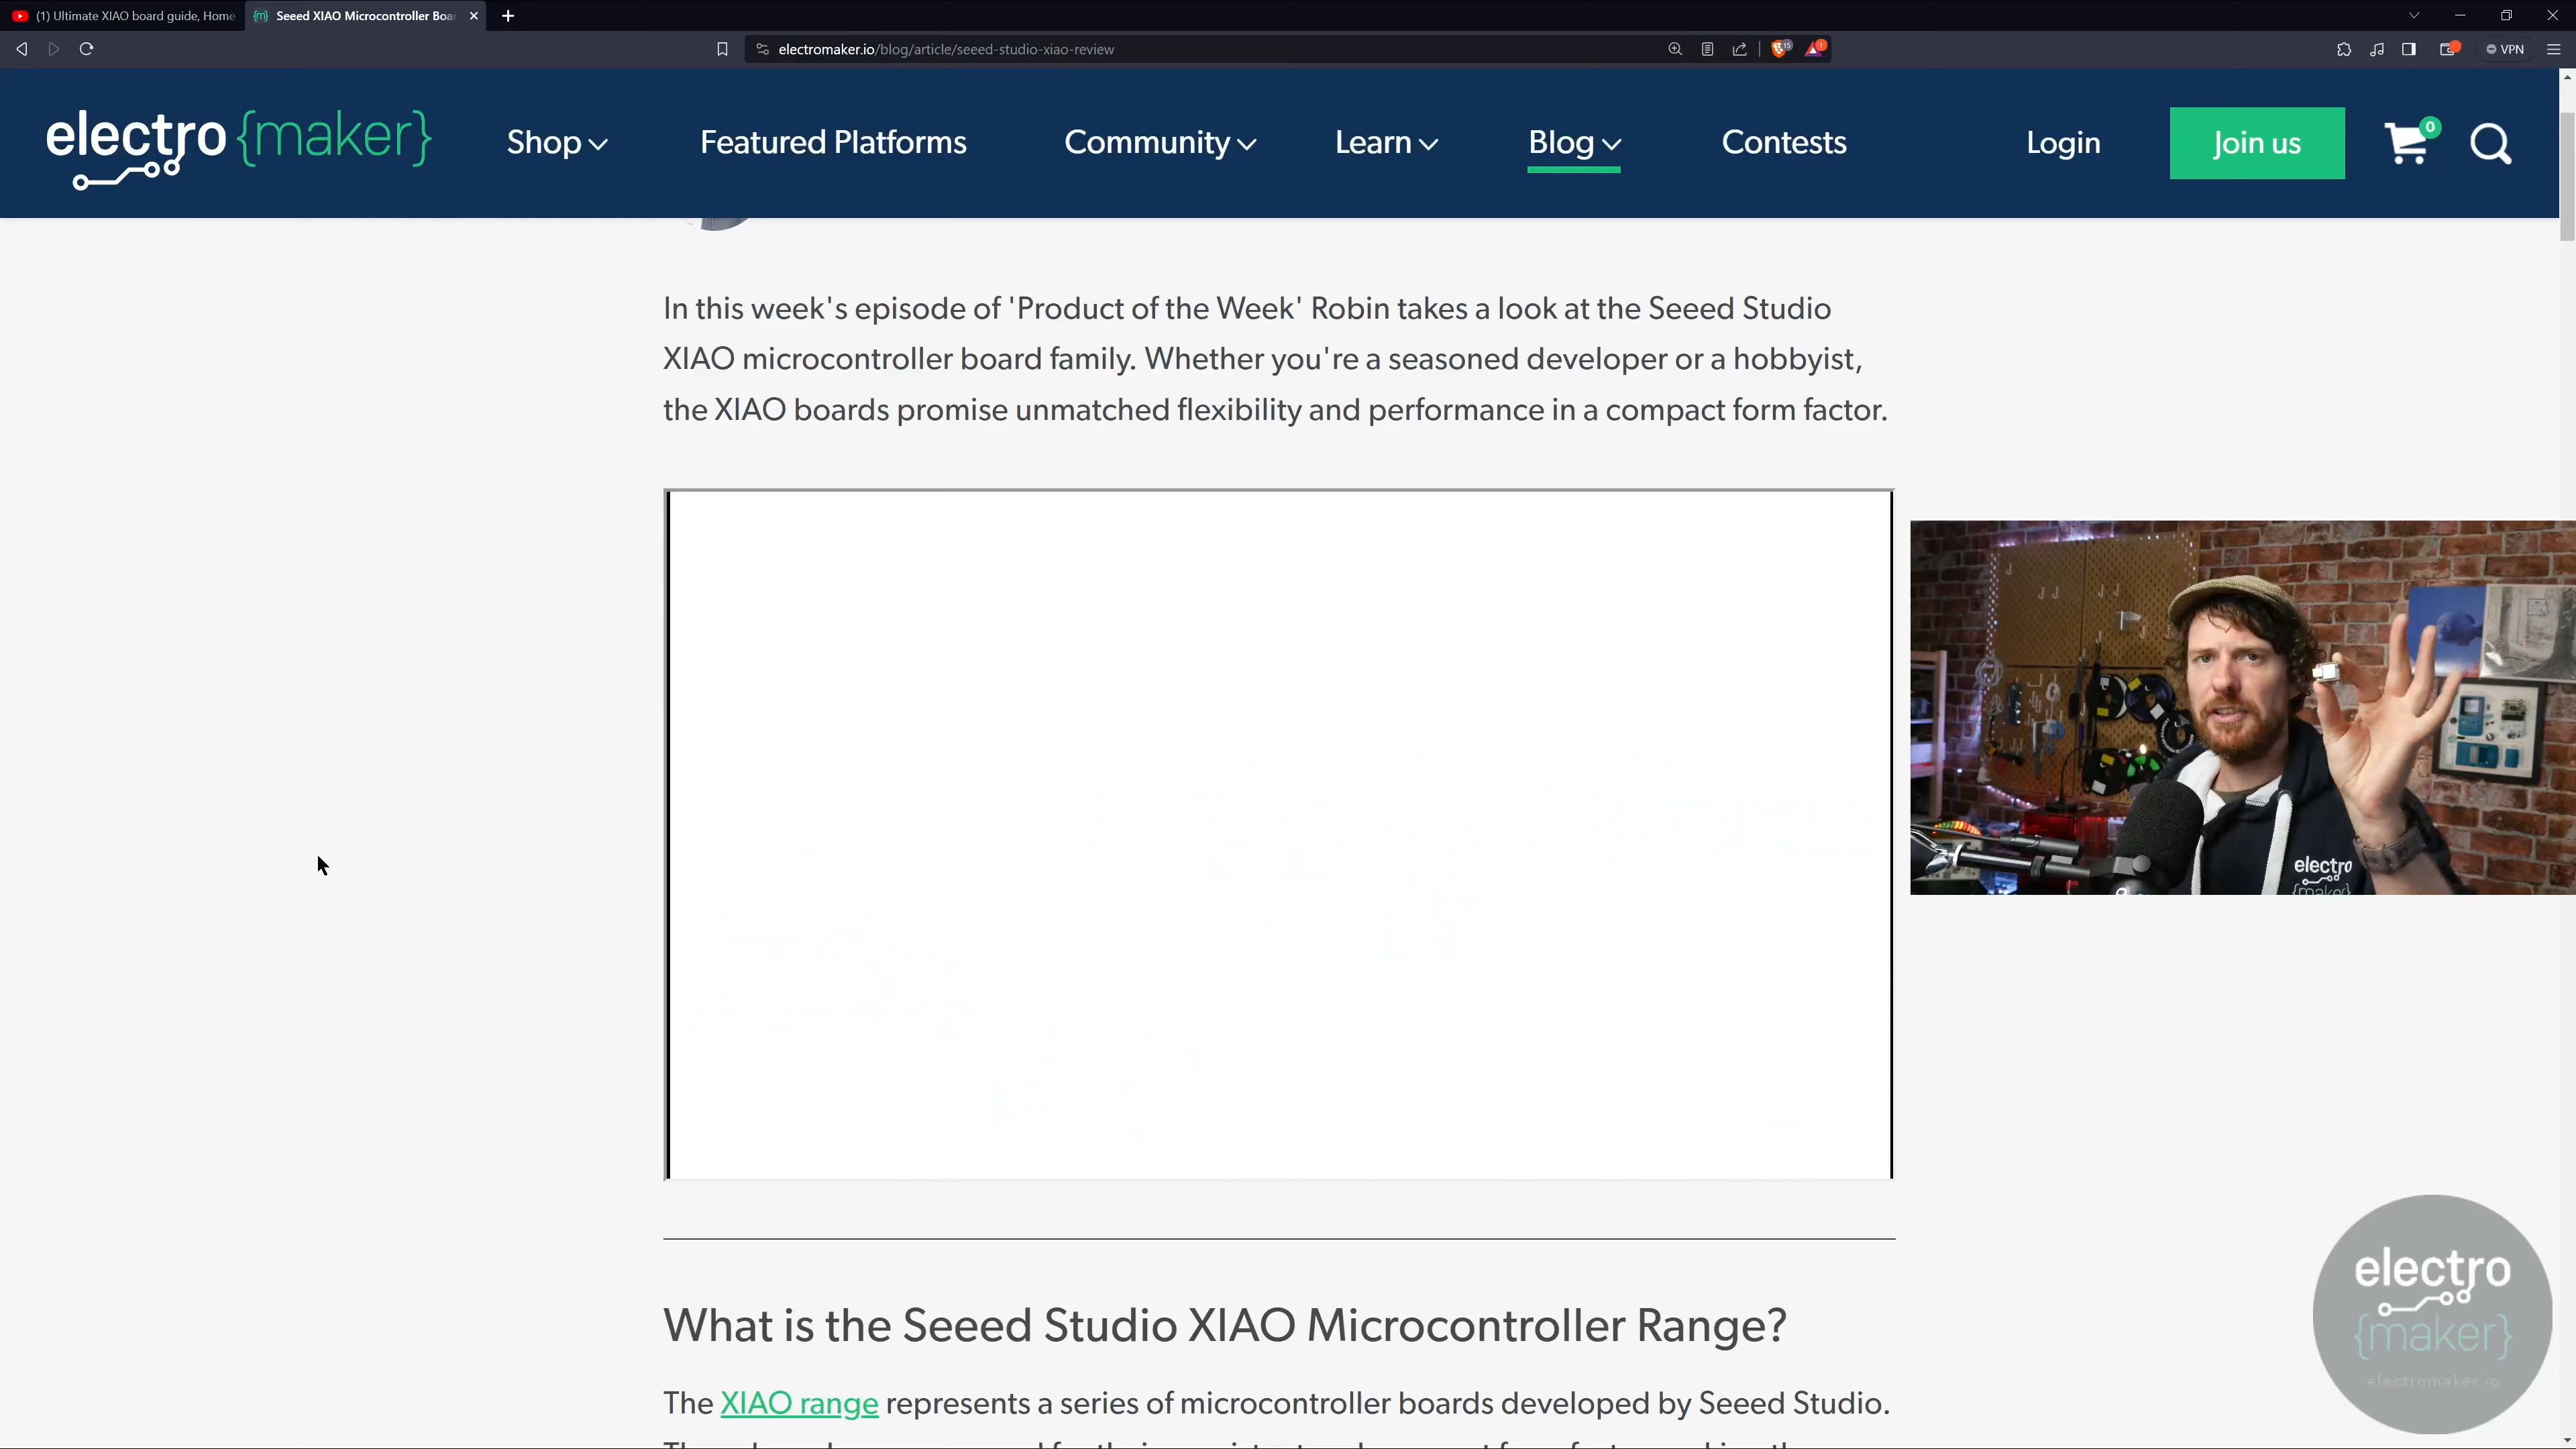 (1) Ultimate XIAO board guide, Home
{m} Seeed XIAO Microcontroller Boa
electromaker.io/blog/article/seeed-studio-xiao-review
15
1
VPN
electro {maker}
Shop
Featured Platforms
Community
Learn
Blog
Contests
Login
Join us
0
In this week's episode of 'Product of the Week' Robin takes a look at the Seeed Studio
XIAO microcontroller board family. Whether you're a seasoned developer or a hobbyist,
the XIAO boards promise unmatched flexibility and performance in a compact form factor.
electro
{maker}
What is the Seeed Studio XIAO Microcontroller Range?
The XIAO range represents a series of microcontroller boards developed by Seeed Studio.
electro
{maker}
electromaker.io